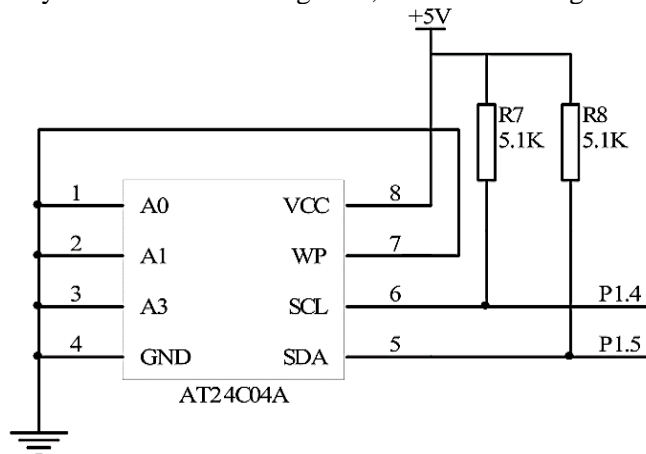 +5V
R7
5.1K
R8
5.1K
1 A0 VCC 8
2 A1 WP 7
3 A3 SCL 6 P1.4
4 GND SDA 5 P1.5
AT24C04A